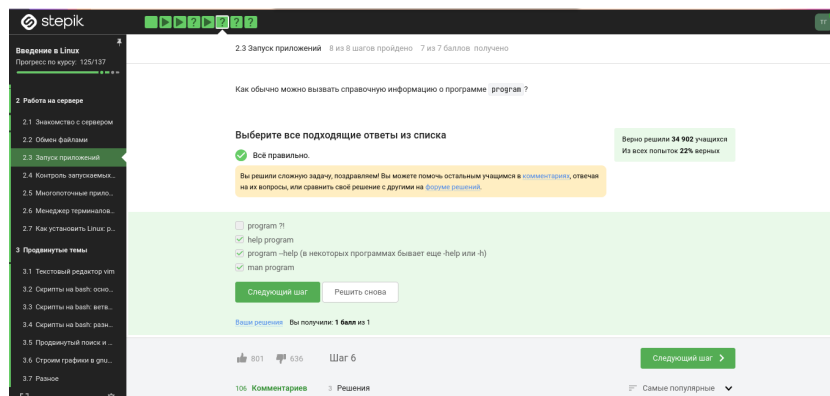 stepik
тг
Введение в Linux
Прогресс по курсу: 125/137
2 Работа на сервере
2.1 Знакомство с сервером
2.2 Обмен файлами
2.3 Запуск приложений
2.4 Контроль запускаемых...
2.5 Многопоточные прило...
2.6 Менеджер терминалов...
2.7 Как установить Linux: р...
3 Продвинутые темы
3.1 Текстовый редактор vim
3.2 Скрипты на bash: осно...
3.3 Скрипты на bash: ветв...
3.4 Скрипты на bash: разн...
3.5 Продвинутый поиск и ...
3.6 Строим графики в gnu...
3.7 Разное
2.3 Запуск приложений 8 из 8 шагов пройдено 7 из 7 баллов получено
Как обычно можно вызвать справочную информацию о программе program ?
Выберите все подходящие ответы из списка
Всё правильно.
Верно решили 34 902 учащихся
Из всех попыток 22% верных
Вы решили сложную задачу, поздравляем! Вы можете помочь остальным учащимся в комментариях, отвечая
на их вопросы, или сравнить своё решение с другими на форуме решений.
program ?!
help program
program --help (в некоторых программах бывает еще -help или -h)
man program
Следующий шаг Решить снова
Ваши решения Вы получили: 1 балл из 1
801 636 Шаг 6 Следующий шаг
106 Комментариев 3 Решения Самые популярные